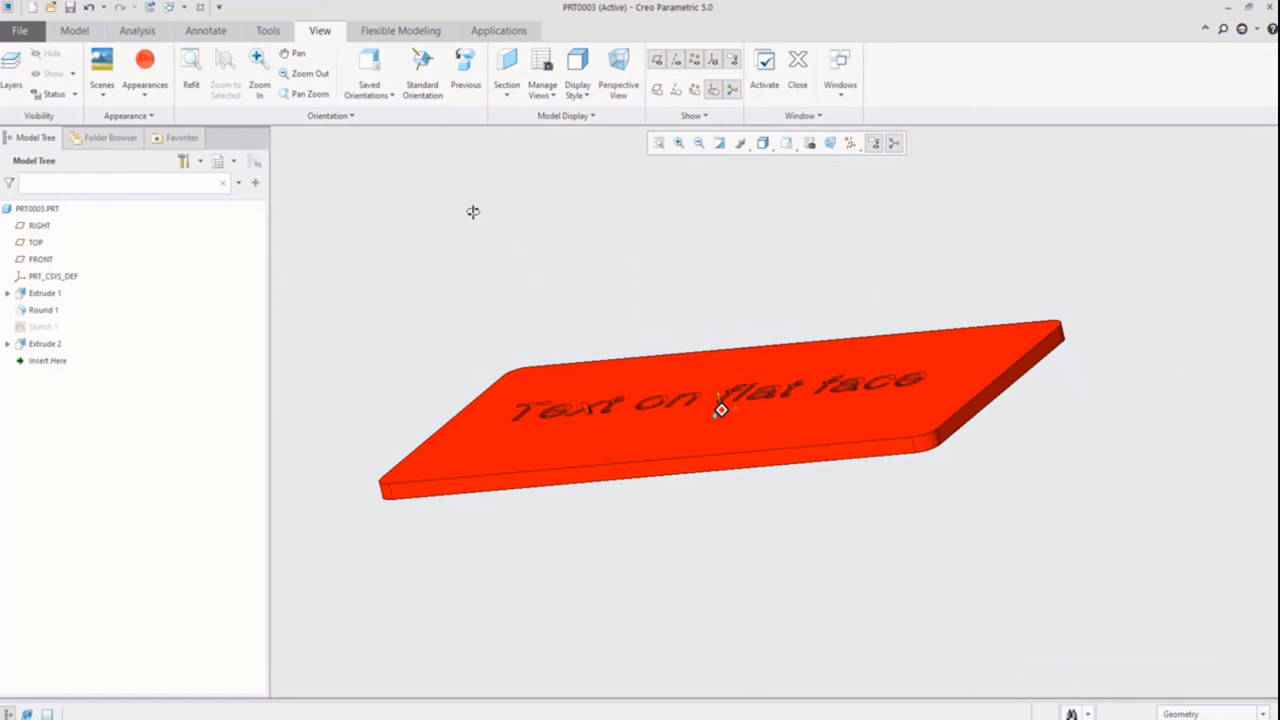 PRT0003 (Active) - Creo Parametric 5.0
File Model Analysis Annotate Tools View Flexible Modeling Applications
Layers
Hide
Show
Status
Visibility
Scenes
Appearances
Appearance
Refit
Zoom to Selected
Zoom In
Pan
Zoom Out
Pan Zoom
Saved Orientations
Standard Orientation
Previous
Orientation
Section
Manage Views
Display Style
Perspective View
Model Display
Show
Activate
Close
Windows
Window
Model Tree Folder Browser Favorites
Model Tree
PRT0003.PRT
RIGHT
TOP
FRONT
PRT_CSYS_DEF
Extrude 1
Round 1
Sketch 1
Extrude 2
Insert Here
Text on flat face
Geometry